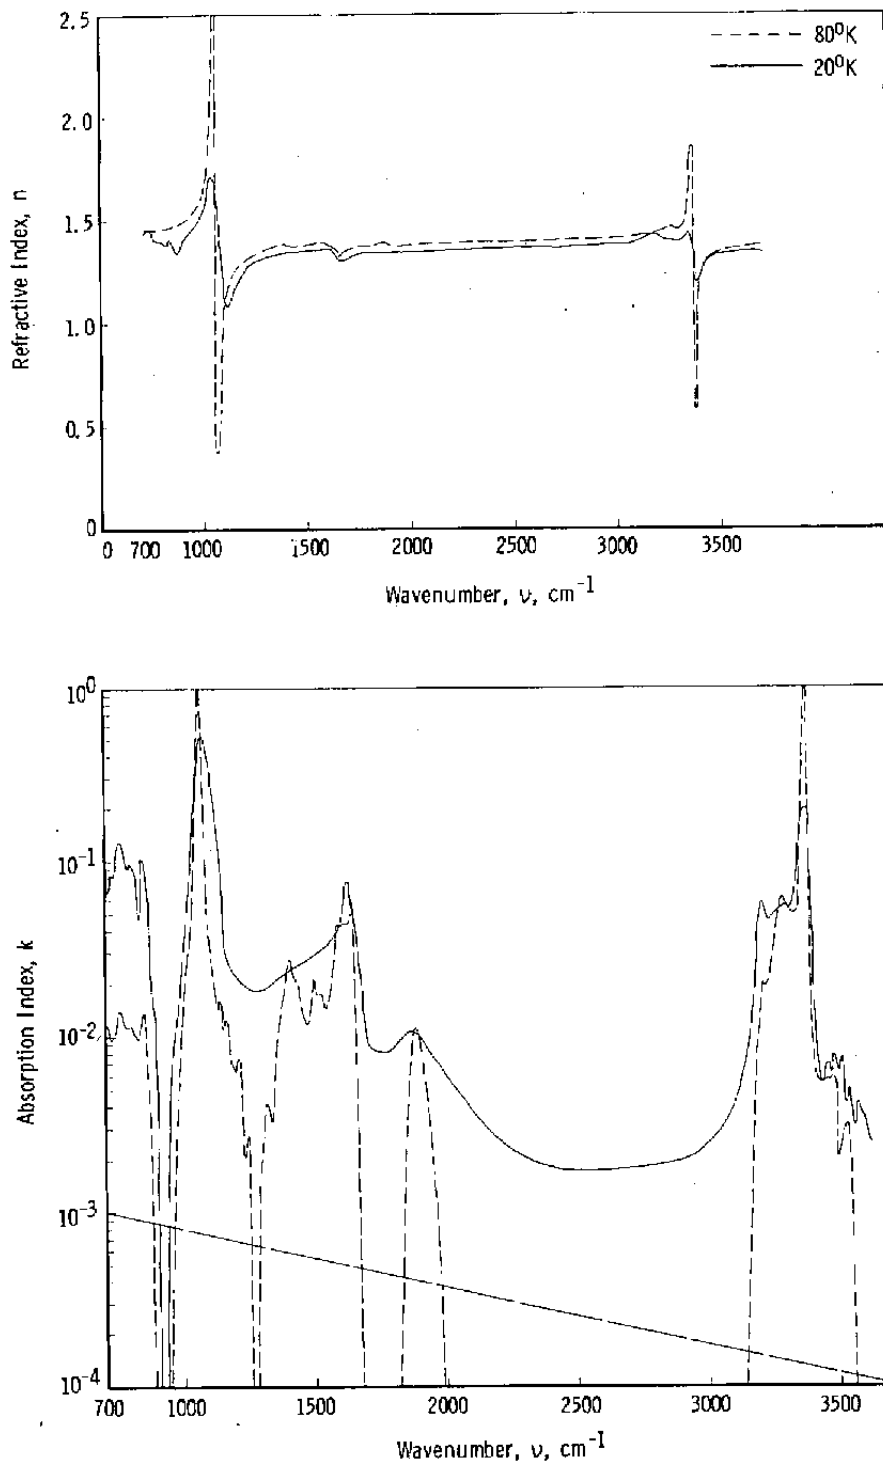 2.5
80⁰K
20⁰K
2.0
1.5
1.0
0.5
0
Refractive Index, n
0 700 1000 1500 2000 2500 3000 3500
Wavenumber, ν, cm⁻¹
10⁰
10⁻¹
10⁻²
10⁻³
10⁻⁴
Absorption Index, k
700 1000 1500 2000 2500 3000 3500
Wavenumber, ν, cm⁻¹